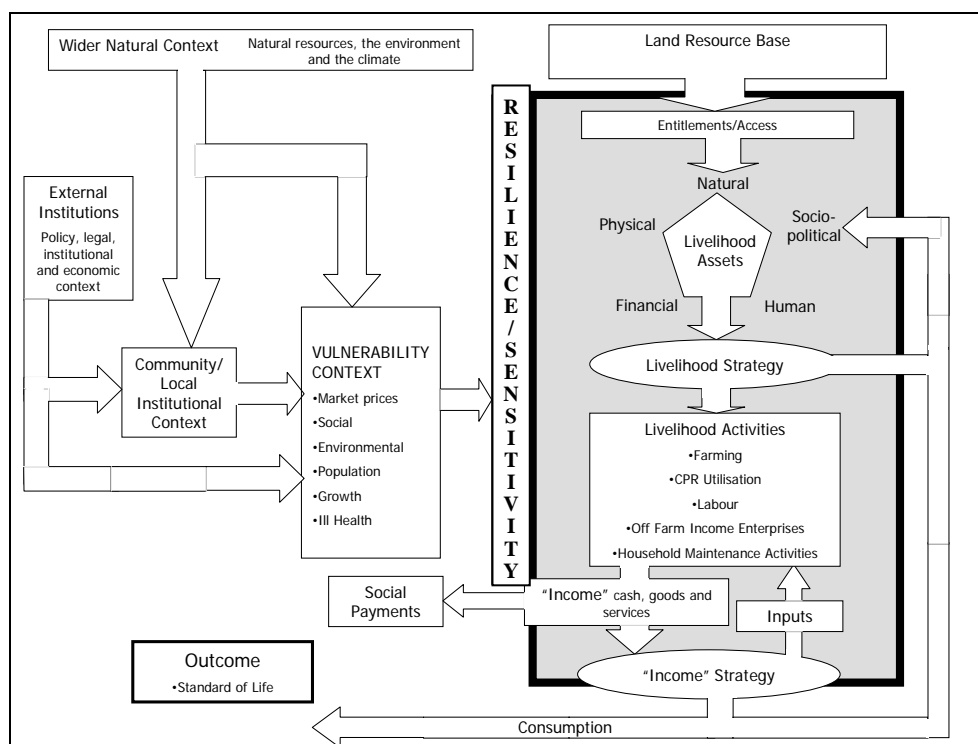 Wider Natural Context
Natural resources, the environment
and the climate
Land Resource Base
RESILIENCE/SENSITIVITY
Entitlements/Access
Natural
Physical
Socio-
political
Livelihood
Assets
Financial
Human
External
Institutions
Policy, legal,
institutional
and economic
context
Community/
Local
Institutional
Context
VULNERABILITY
CONTEXT
•Market prices
•Social
•Environmental
•Population
•Growth
•Ill Health
Livelihood Strategy
Livelihood Activities
•Farming
•CPR Utilisation
•Labour
•Off Farm Income Enterprises
•Household Maintenance Activities
Social
Payments
"Income" cash, goods and
services
Inputs
Outcome
•Standard of Life
"Income" Strategy
Consumption